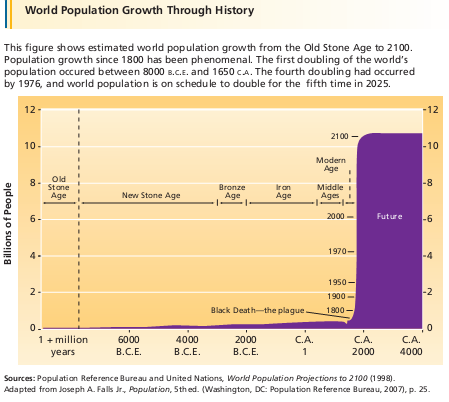 World Population Growth Through History
This figure shows estimated world population growth from the Old Stone Age to 2100.
Population growth since 1800 has been phenomenal. The first doubling of the world's
population occured between 8000 B.C.E. and 1650 C.A. The fourth doubling had occurred
by 1976, and world population is on schedule to double for the fifth time in 2025.
12
12
2100
10
10
Modern
Age
Old
Stone
Age
New Stone Age
Bronze
Age
Iron
Age
Middle
Ages
8
8
Billions of People
6
6
2000
Future
4
4
1970
2
2
1950
1900
Black Death—the plague
1800
0
0
1 + million
years
6000
B.C.E.
4000
B.C.E.
2000
B.C.E.
C.A.
1
C.A.
2000
C.A.
4000
Sources: Population Reference Bureau and United Nations, World Population Projections to 2100 (1998).
Adapted from Joseph A. Falls Jr., Population, 5th ed. (Washington, DC: Population Reference Bureau, 2007), p. 25.